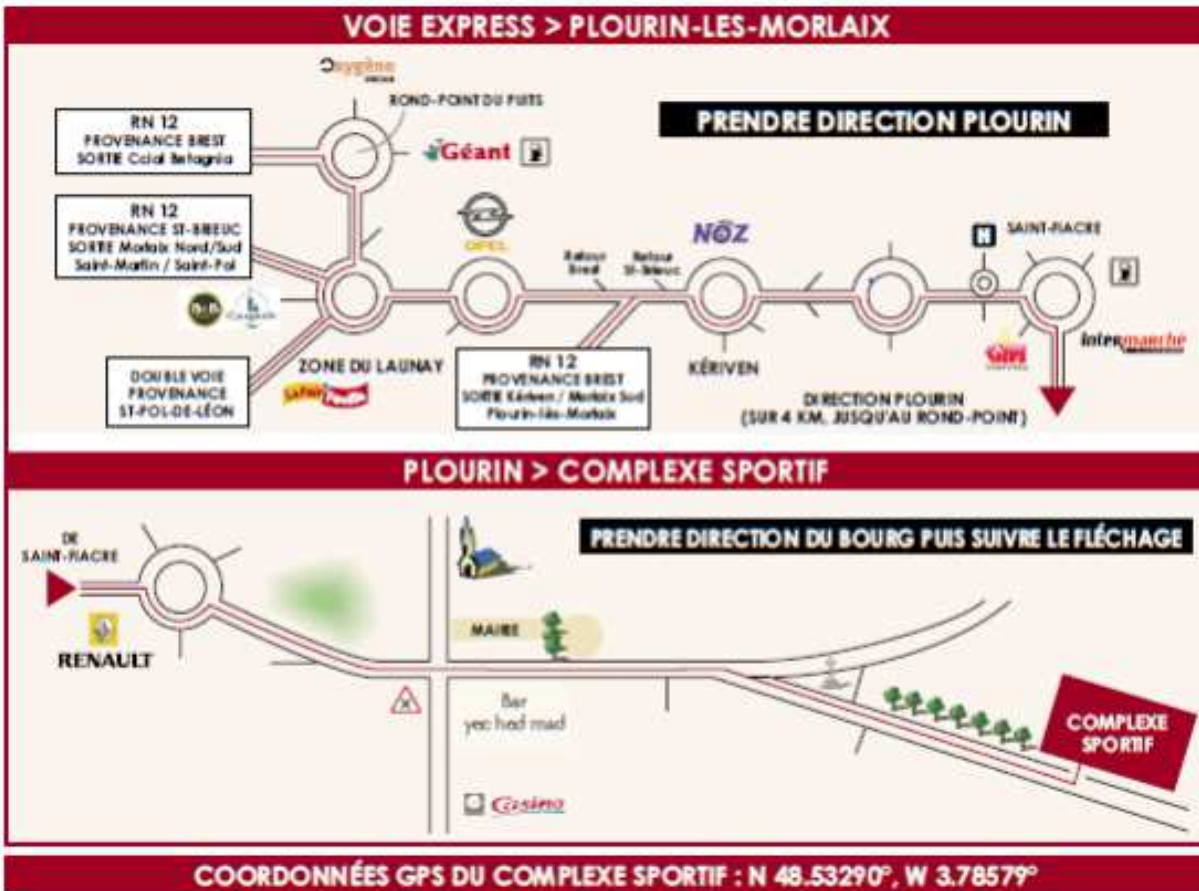 VOIE EXPRESS > PLOURIN-LES-MORLAIX
Oxygène
ROND-POINT DU PUITS
RN 12
PROVENANCE BREST
SORTIE Ccial Bretagnia
PRENDRE DIRECTION PLOURIN
Géant
RN 12
PROVENANCE ST-BRIEUC
SORTIE Morlaix Nord/Sud
Saint-Martin / Saint-Pol
OPEL
Retour
Brest
Retour
St-Brieuc
NOZ
N
SAINT-FIACRE
B&B
DOUBLE VOIE
PROVENANCE
ST-POL-DE-LÉON
ZONE DU LAUNAY
LaFoir'Fouille
RN 12
PROVENANCE BREST
SORTIE Kériven / Morlaix Sud
Plourin-lès-Morlaix
KÉRIVEN
GiFi
Intermarché
DIRECTION PLOURIN
(SUR 4 KM, JUSQU'AU ROND-POINT)
PLOURIN > COMPLEXE SPORTIF
DE
SAINT-FIACRE
PRENDRE DIRECTION DU BOURG PUIS SUIVRE LE FLÉCHAGE
RENAULT
MAIRIE
Bar
yec hed mad
COMPLEXE
SPORTIF
Casino
COORDONNÉES GPS DU COMPLEXE SPORTIF : N 48.53290°, W 3.78579°